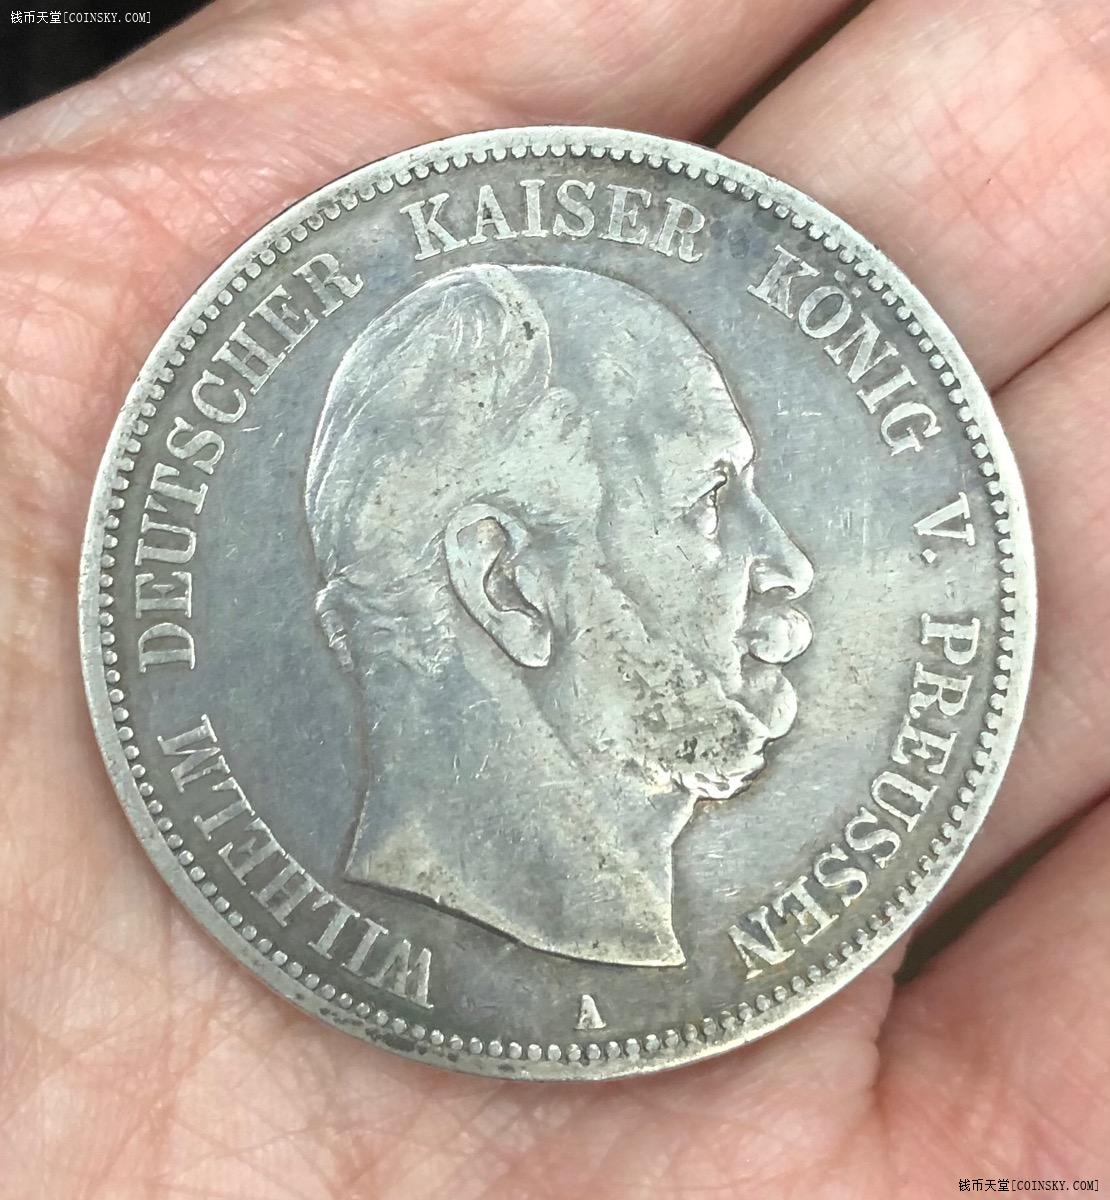 钱币天堂[COINSKY.COM]
WILHELM DEUTSCHER KAISER KÖNIG V. PREUSSEN
A
钱币天堂[COINSKY.COM]